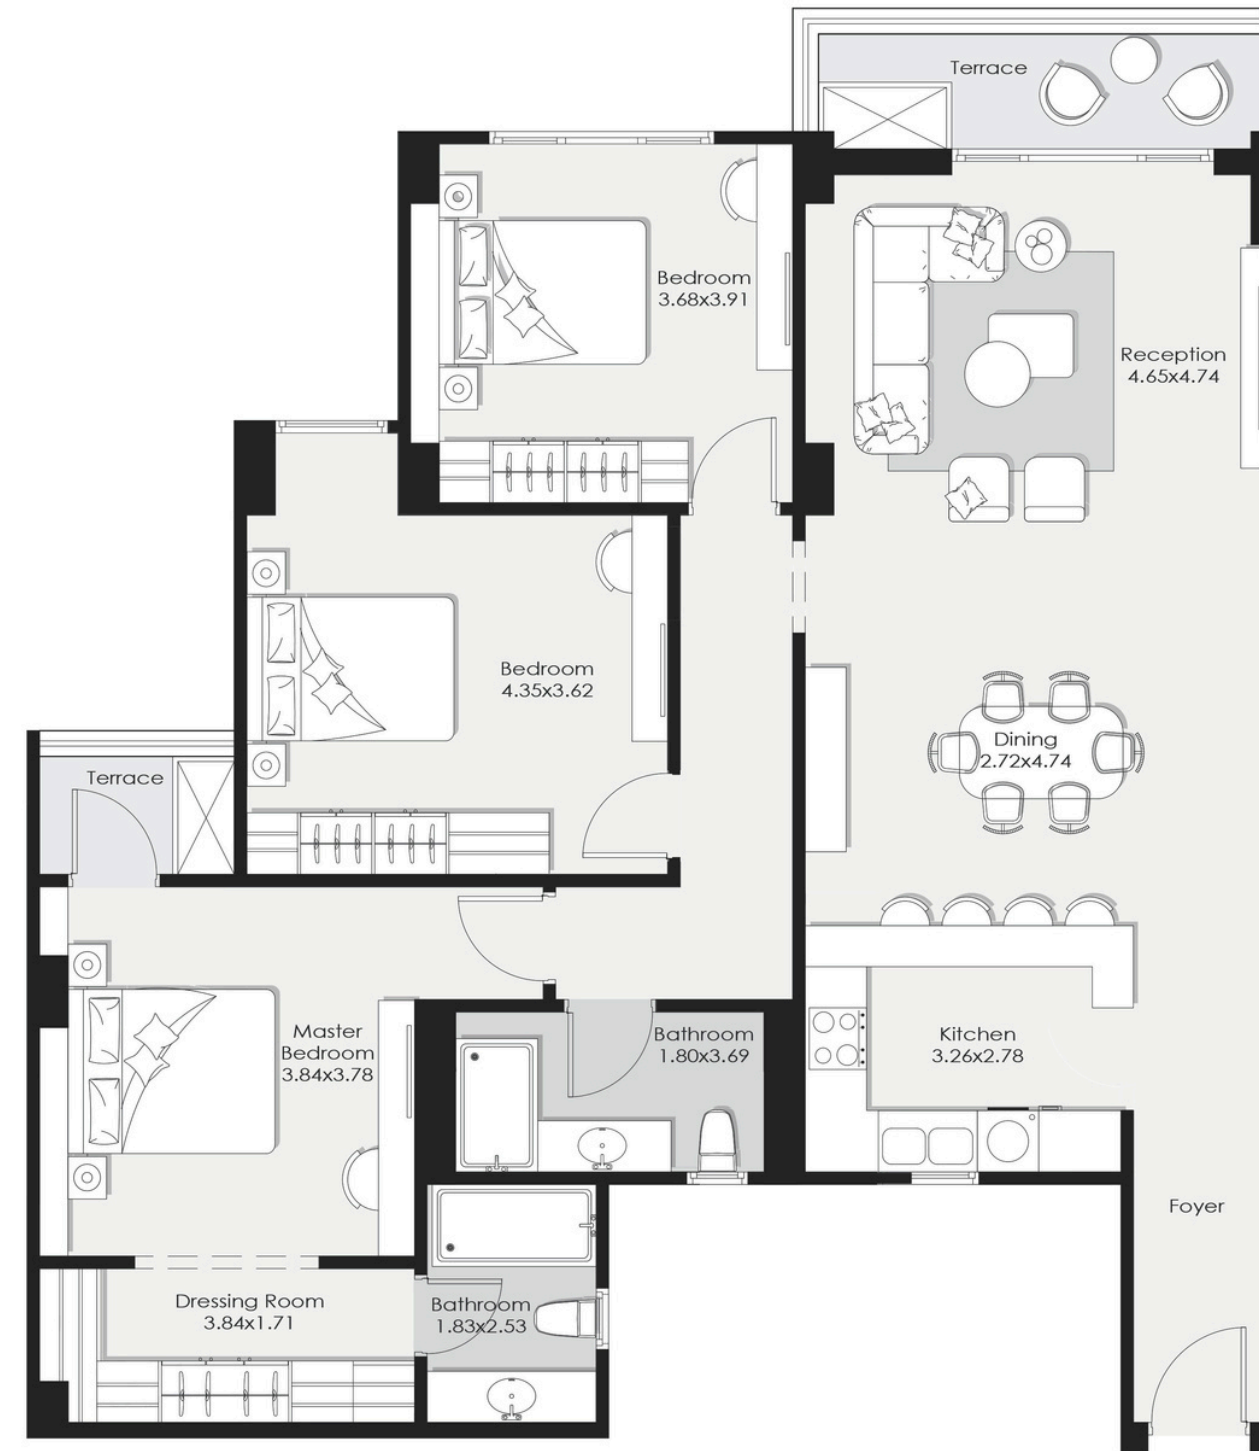 Terrace
Bedroom
3.68x3.91
Reception
4.65x4.74
Bedroom
4.35x3.62
Dining
2.72x4.74
Terrace
Master
Bedroom
3.84x3.78
Bathroom
1.80x3.69
Kitchen
3.26x2.78
Foyer
Dressing Room
3.84x1.71
Bathroom
1.83x2.53